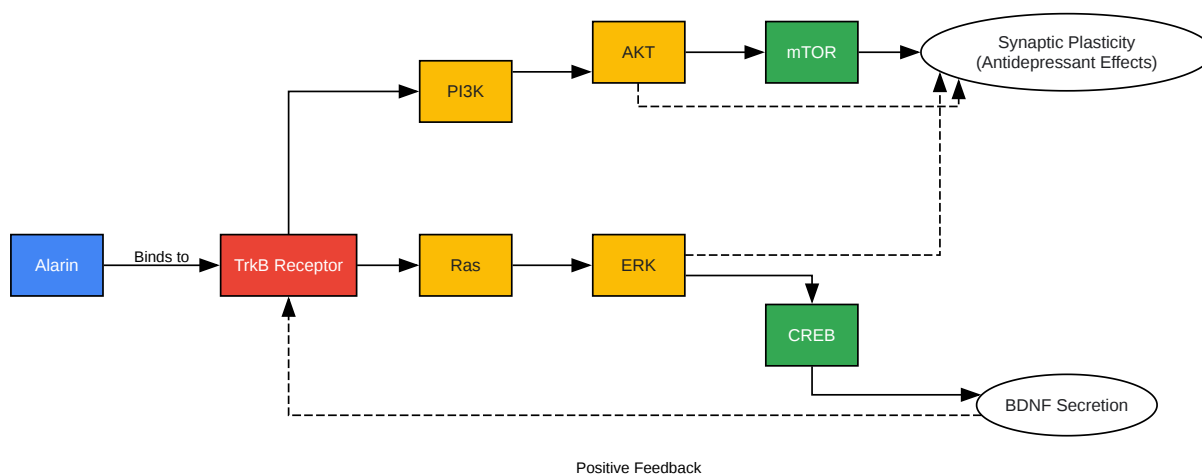 AKT
mTOR
Synaptic Plasticity
(Antidepressant Effects)
PI3K
Alarin
Binds to
TrkB Receptor
Ras
ERK
CREB
BDNF Secretion
Positive Feedback